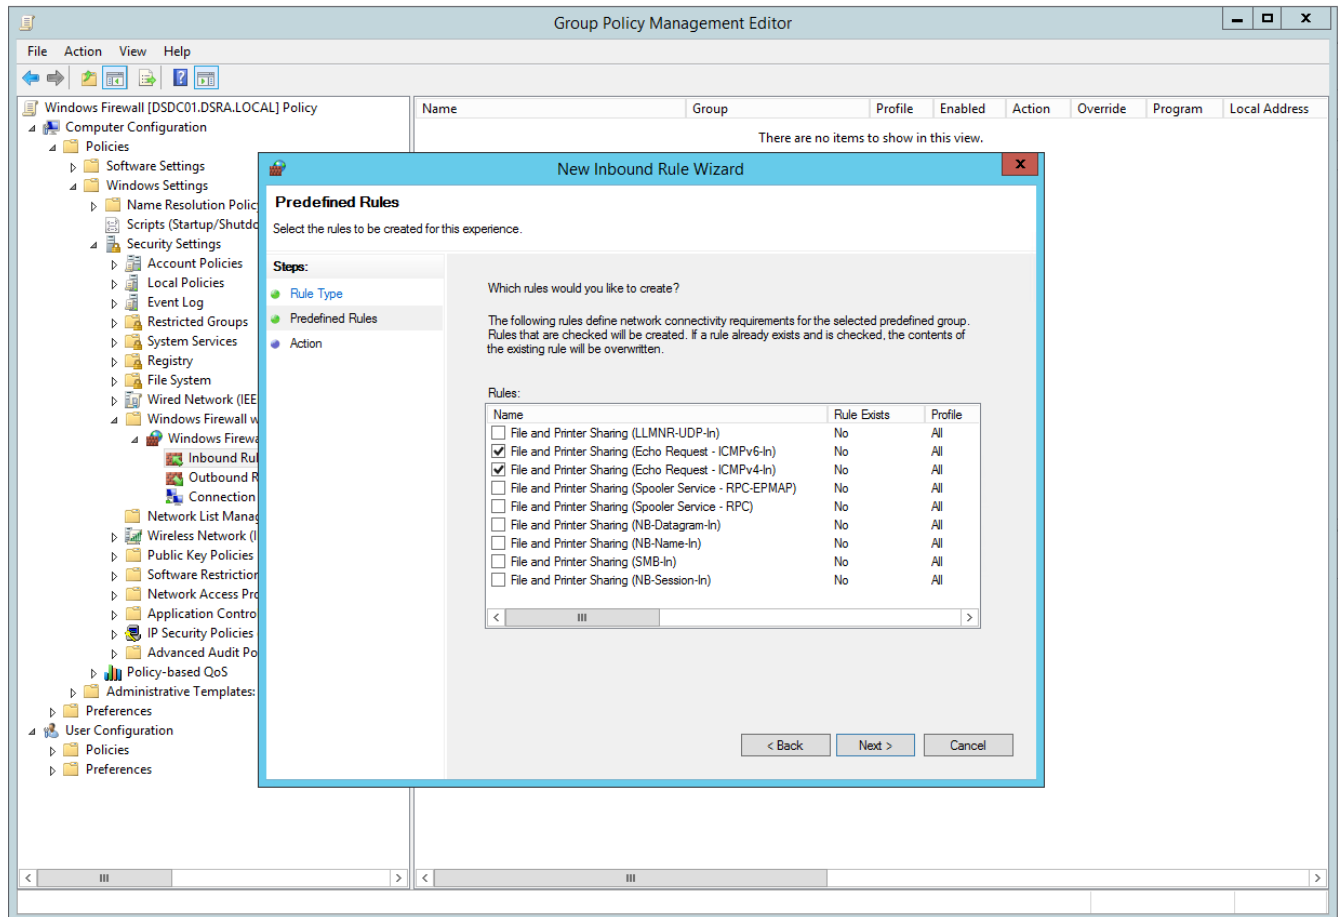 Group Policy Management Editor
File Action View Help
Windows Firewall [DSDC01.DSRA.LOCAL] Policy
Computer Configuration
Policies
Software Settings
Windows Settings
Name Resolution Polic
Scripts (Startup/Shutdo
Security Settings
Account Policies
Local Policies
Event Log
Restricted Groups
System Services
Registry
File System
Wired Network (IEE
Windows Firewall w
Windows Firewa
Inbound Rul
Outbound R
Connection
Network List Manag
Wireless Network (I
Public Key Policies
Software Restriction
Network Access Pro
Application Contro
IP Security Policies
Advanced Audit Po
Policy-based QoS
Administrative Templates:
Preferences
User Configuration
Policies
Preferences
Name Group Profile Enabled Action Override Program Local Address
There are no items to show in this view.
New Inbound Rule Wizard
Predefined Rules
Select the rules to be created for this experience.
Steps:
Rule Type
Predefined Rules
Action
Which rules would you like to create?
The following rules define network connectivity requirements for the selected predefined group.
Rules that are checked will be created. If a rule already exists and is checked, the contents of
the existing rule will be overwritten.
Rules:
Name Rule Exists Profile
File and Printer Sharing (LLMNR-UDP-In) No All
File and Printer Sharing (Echo Request - ICMPv6-In) No All
File and Printer Sharing (Echo Request - ICMPv4-In) No All
File and Printer Sharing (Spooler Service - RPC-EPMAP) No All
File and Printer Sharing (Spooler Service - RPC) No All
File and Printer Sharing (NB-Datagram-In) No All
File and Printer Sharing (NB-Name-In) No All
File and Printer Sharing (SMB-In) No All
File and Printer Sharing (NB-Session-In) No All
< Back Next > Cancel